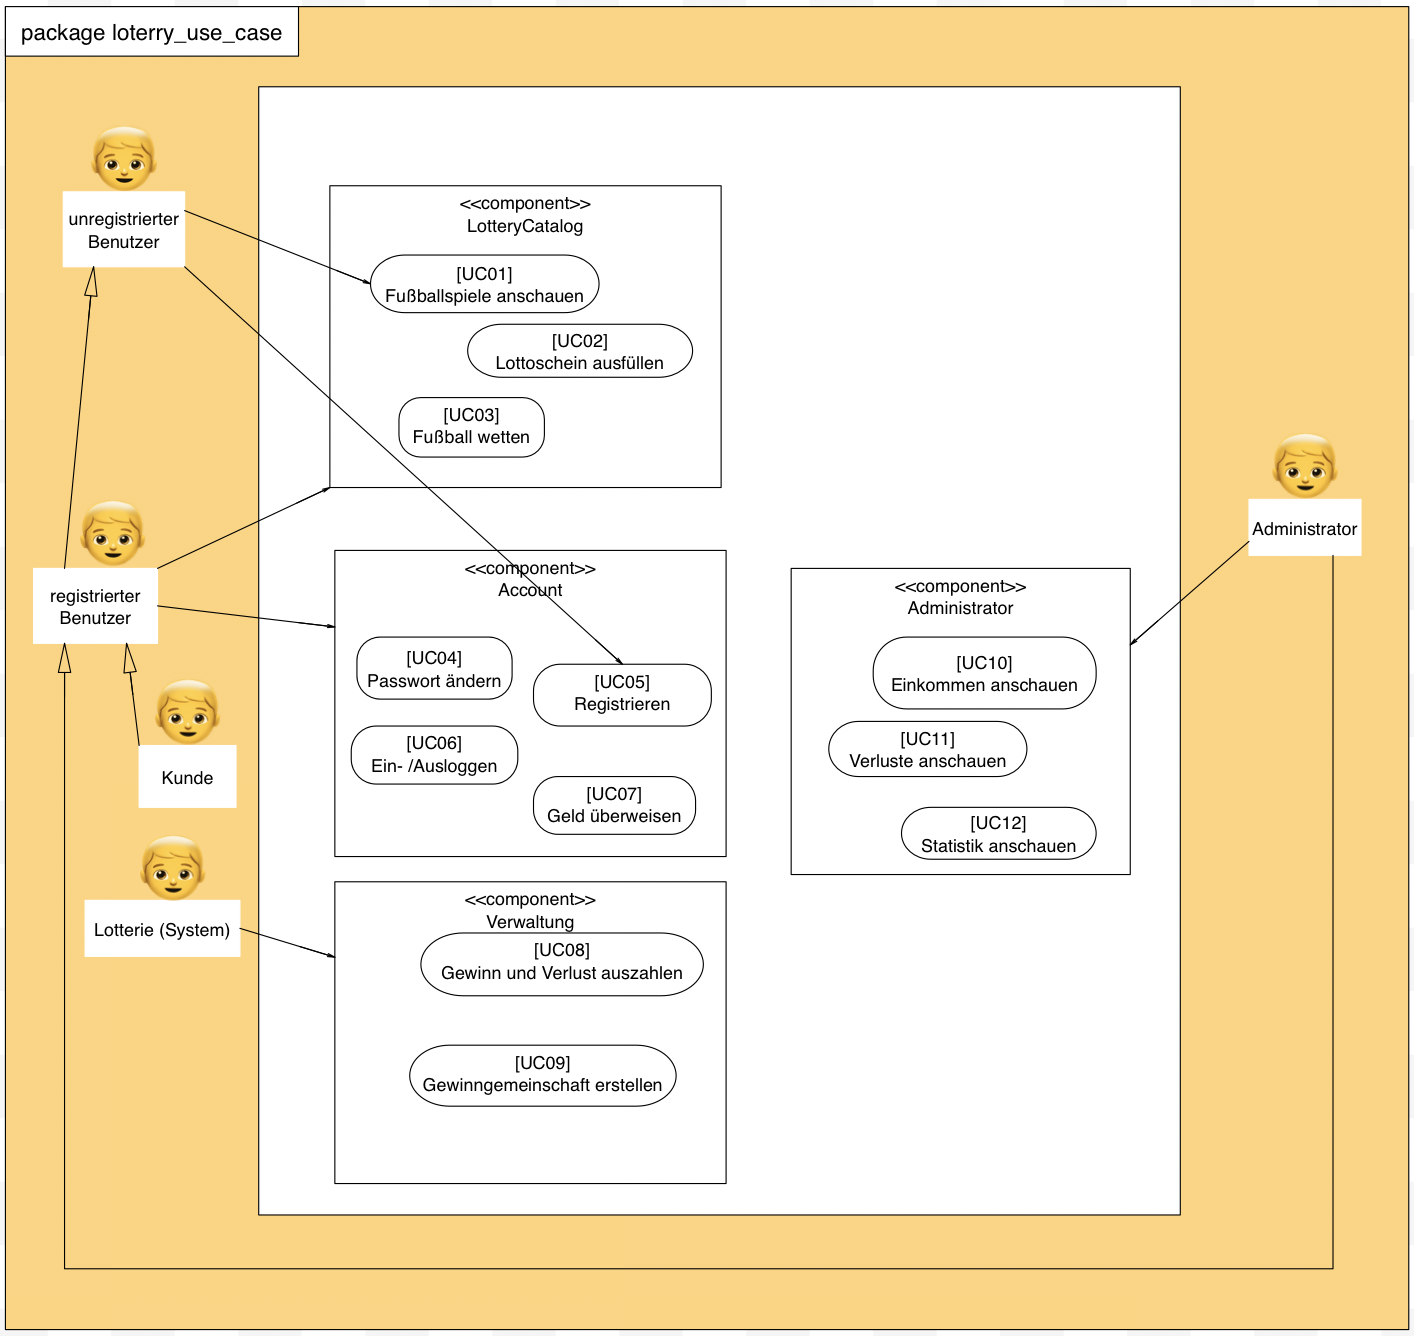 package loterry_use_case
unregistrierter
Benutzer
<<component>>
LotteryCatalog
[UC01]
Fußballspiele anschauen
[UC02]
Lottoschein ausfüllen
[UC03]
Fußball wetten
Administrator
registrierter
Benutzer
<<component>>
Account
[UC04]
Passwort ändern
[UC05]
Registrieren
[UC06]
Ein- /Ausloggen
[UC07]
Geld überweisen
<<component>>
Administrator
[UC10]
Einkommen anschauen
[UC11]
Verluste anschauen
[UC12]
Statistik anschauen
Kunde
Lotterie (System)
<<component>>
Verwaltung
[UC08]
Gewinn und Verlust auszahlen
[UC09]
Gewinngemeinschaft erstellen